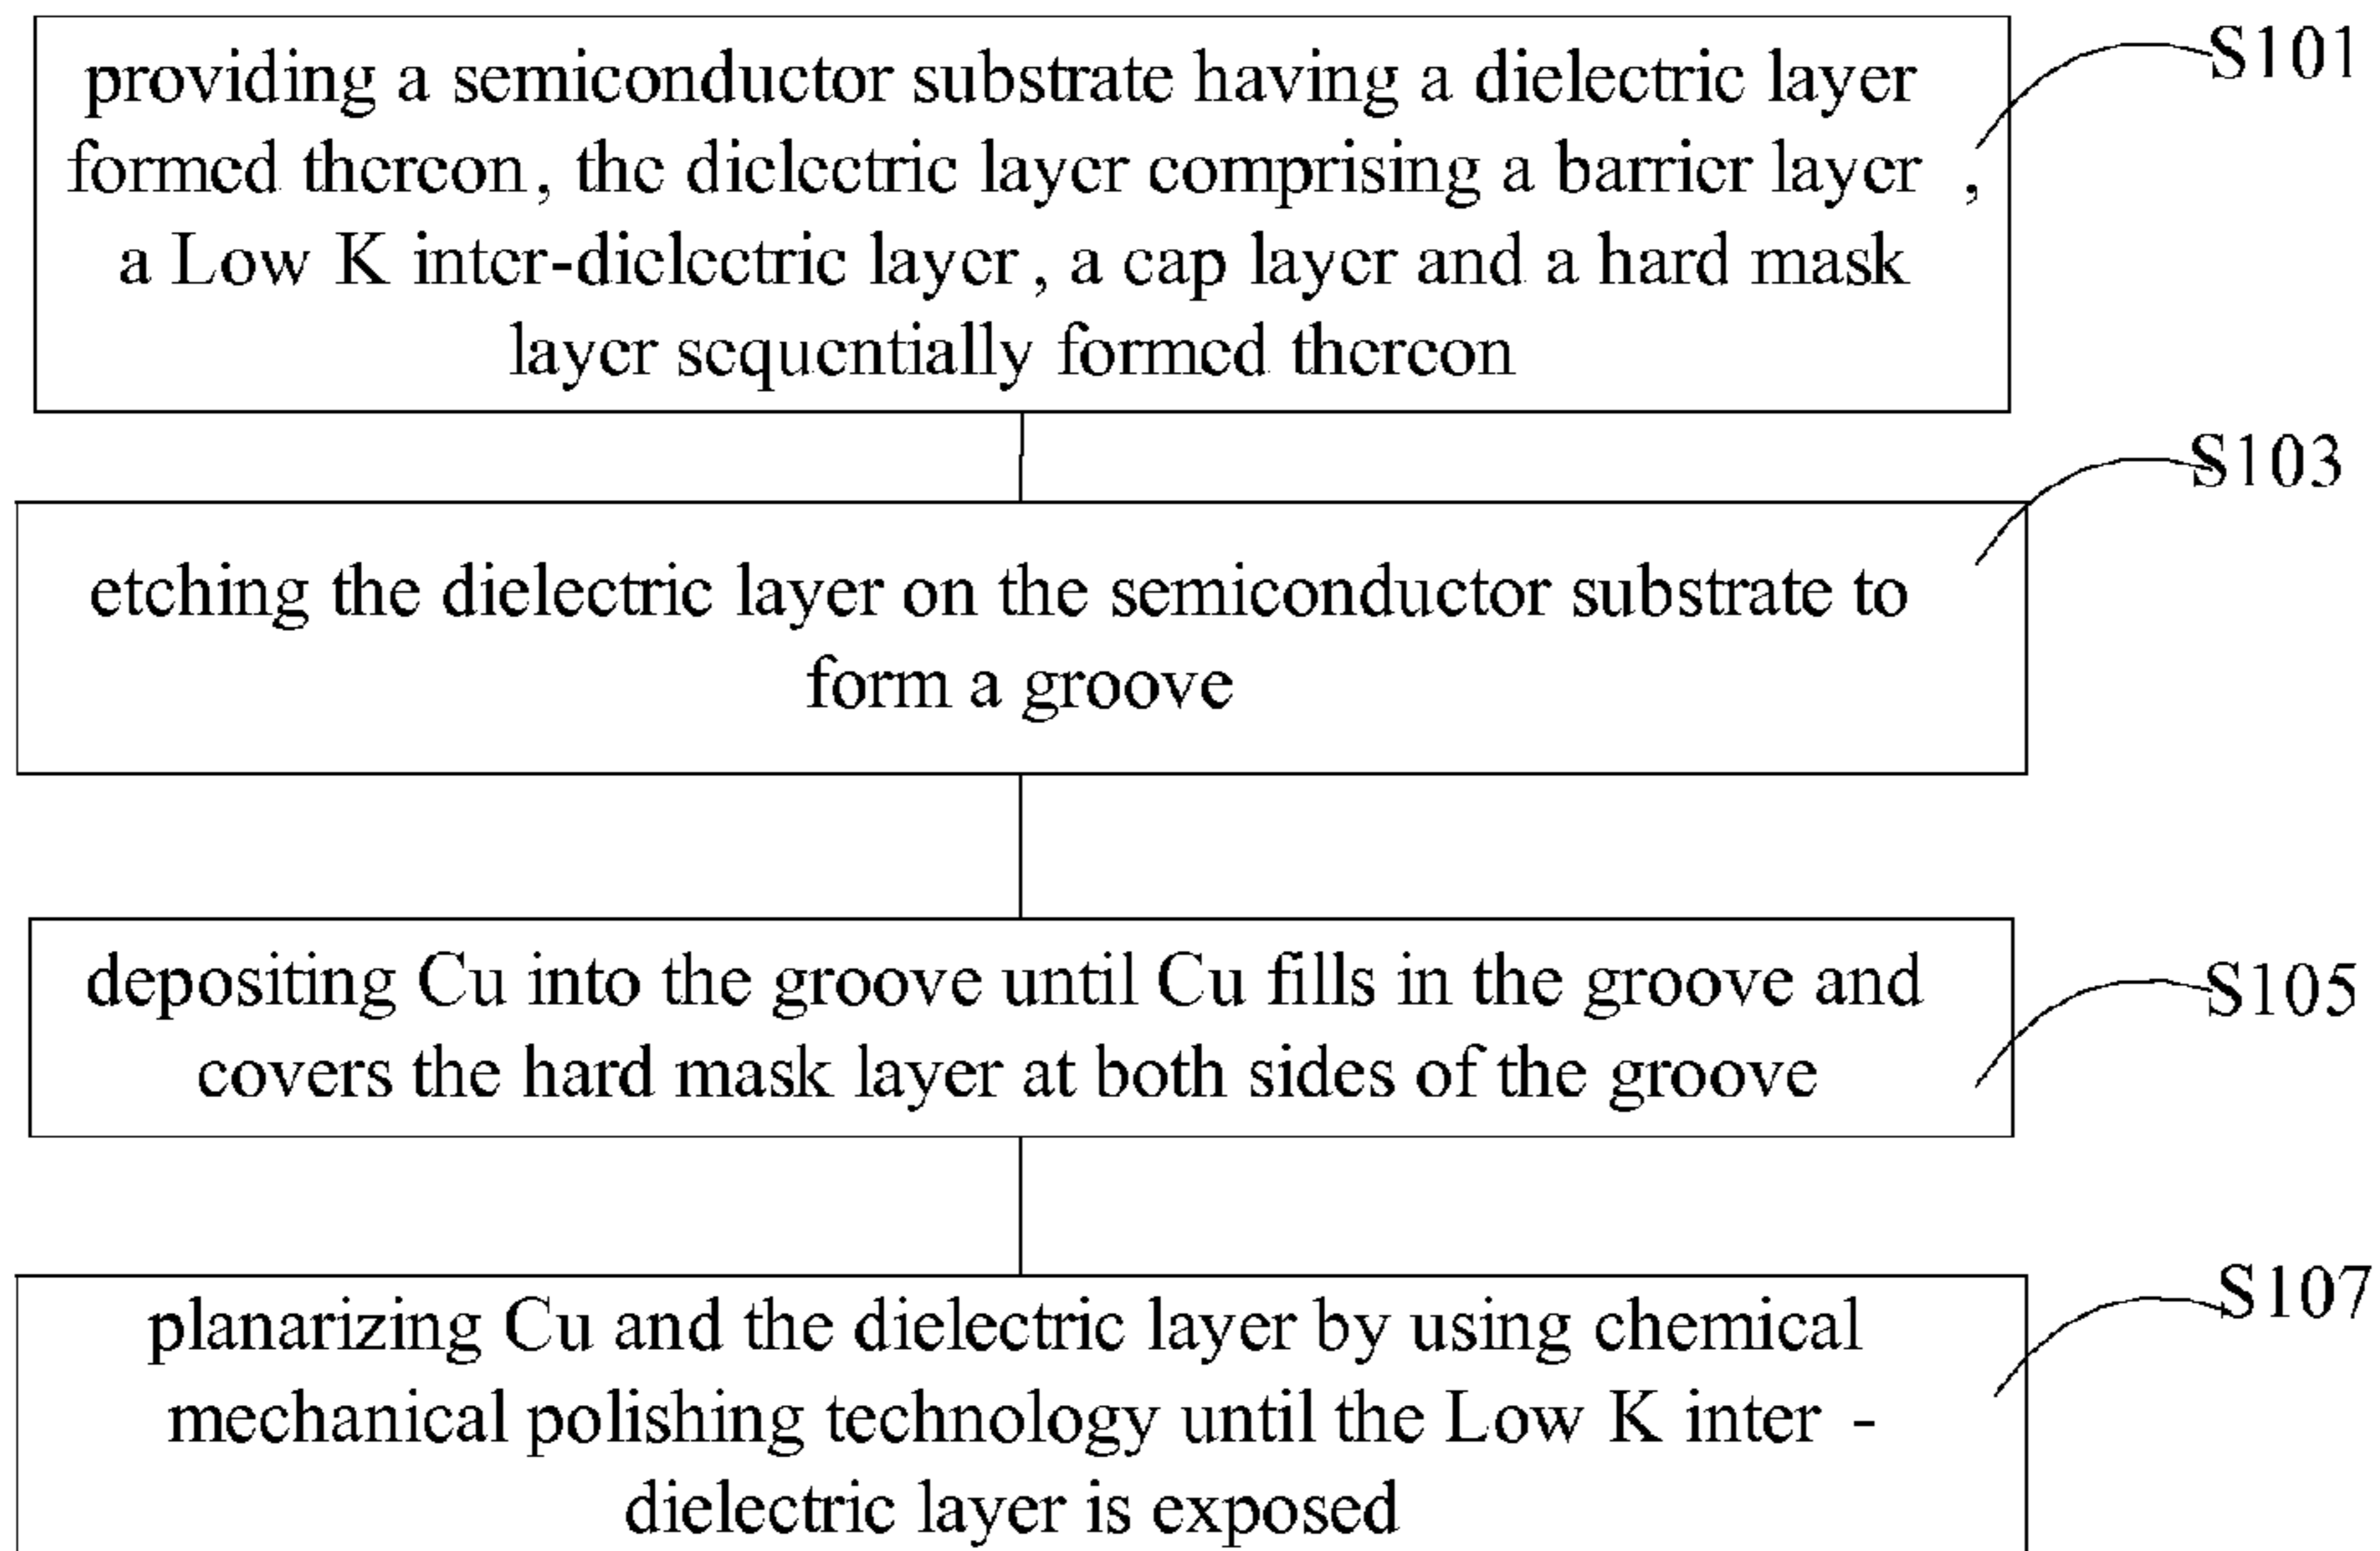 providing a semiconductor substrate having a dielectric layer
S101
formed thereon, the dielectric layer comprising a barrier layer ,
a Low K inter-dielectric layer, a cap layer and a hard mask
layer sequentially formed thereon
S103
etching the dielectric layer on the semiconductor substrate to
form a groove
depositing Cu into the groove until Cu fills in the groove and
S105
covers the hard mask layer at both sides of the groove
planarizing Cu and the dielectric layer by using chemical
S107
mechanical polishing technology until the Low K inter -
dielectric layer is exposed